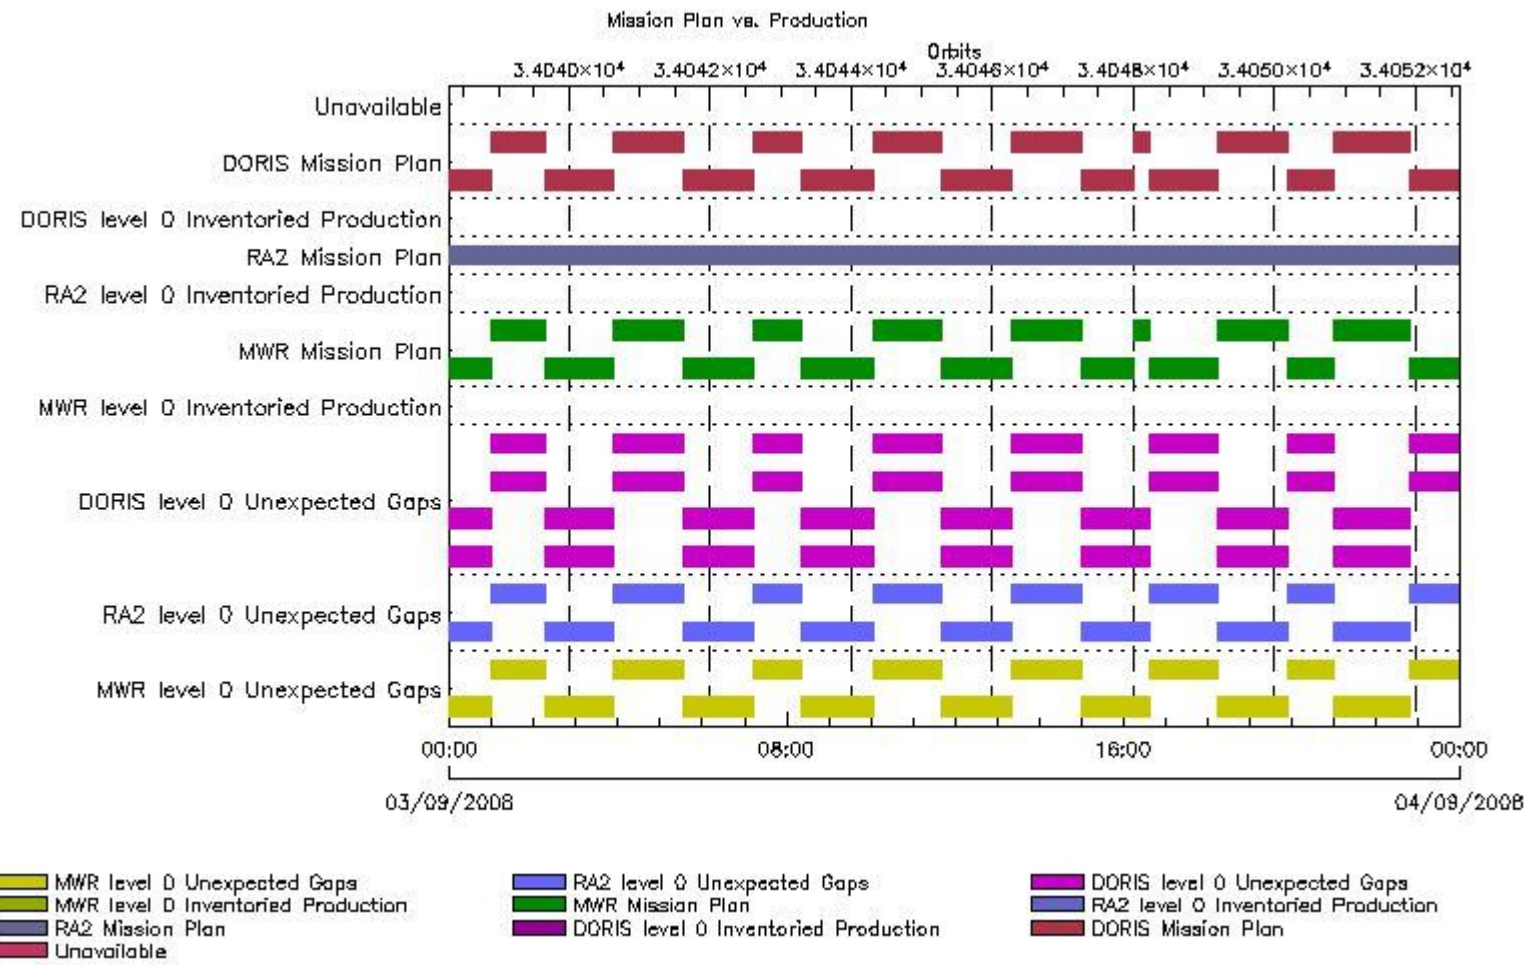 Mission Plan vs. Production
Orbits
3.4040×10⁴ 3.4042×10⁴ 3.4044×10⁴ 3.4046×10⁴ 3.4048×10⁴ 3.4050×10⁴ 3.4052×10⁴
Unavailable
DORIS Mission Plan
DORIS level 0 Inventoried Production
RA2 Mission Plan
RA2 level 0 Inventoried Production
MWR Mission Plan
MWR level 0 Inventoried Production
DORIS level 0 Unexpected Gaps
RA2 level 0 Unexpected Gaps
MWR level 0 Unexpected Gaps
00:00 08:00 16:00 00:00
03/09/2008 04/09/2008
MWR level 0 Unexpected Gaps RA2 level 0 Unexpected Gaps DORIS level 0 Unexpected Gaps
MWR level 0 Inventoried Production MWR Mission Plan RA2 level 0 Inventoried Production
RA2 Mission Plan DORIS level 0 Inventoried Production DORIS Mission Plan
Unavailable